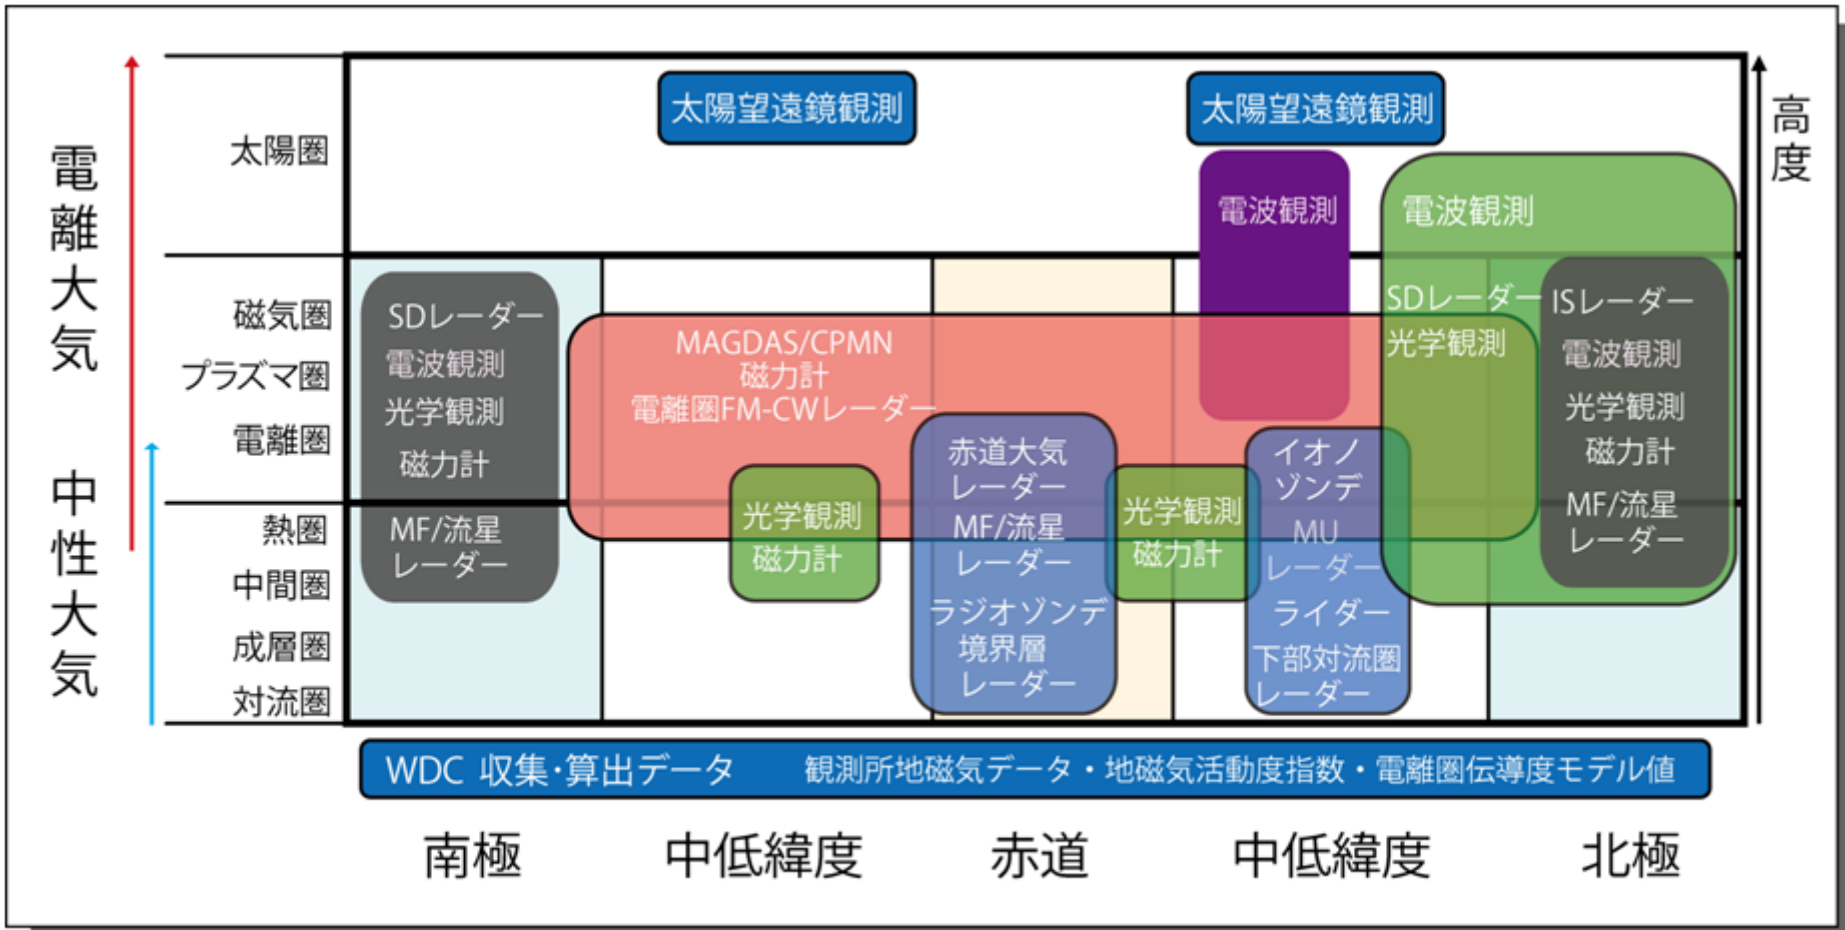 電離大気
中性大気
高度
太陽圏
磁気圏
プラズマ圏
電離圏
熱圏
中間圏
成層圏
対流圏
太陽望遠鏡観測
太陽望遠鏡観測
SDレーダー
電波観測
光学観測
磁力計
MF/流星
レーダー
MAGDAS/CPMN
磁力計
電離圏FM-CWレーダー
光学観測
磁力計
赤道大気
レーダー
MF/流星
レーダー
ラジオゾンデ
境界層
レーダー
光学観測
磁力計
電波観測
イオノ
ゾンデ
MU
レーダー
ライダー
下部対流圏
レーダー
電波観測
SDレーダー
光学観測
ISレーダー
電波観測
光学観測
磁力計
MF/流星
レーダー
WDC 収集・算出データ 観測所地磁気データ・地磁気活動度指数・電離圏伝導度モデル値
南極 中低緯度 赤道 中低緯度 北極